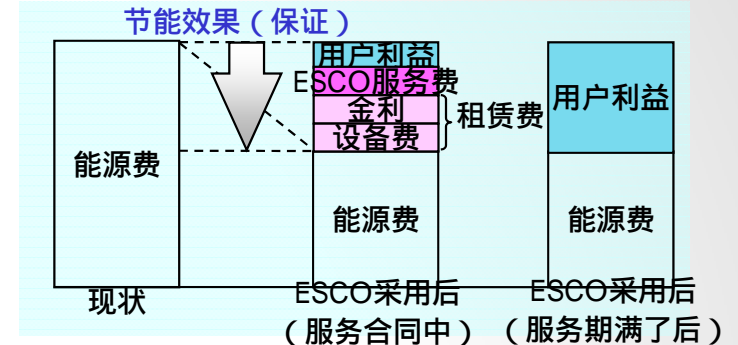 节能效果（保证）
用户利益
ESCO服务费
金利
设备费
租赁费
用户利益
能源费
能源费
能源费
现状
ESCO采用后
（服务合同中）
ESCO采用后
（服务期满了后）